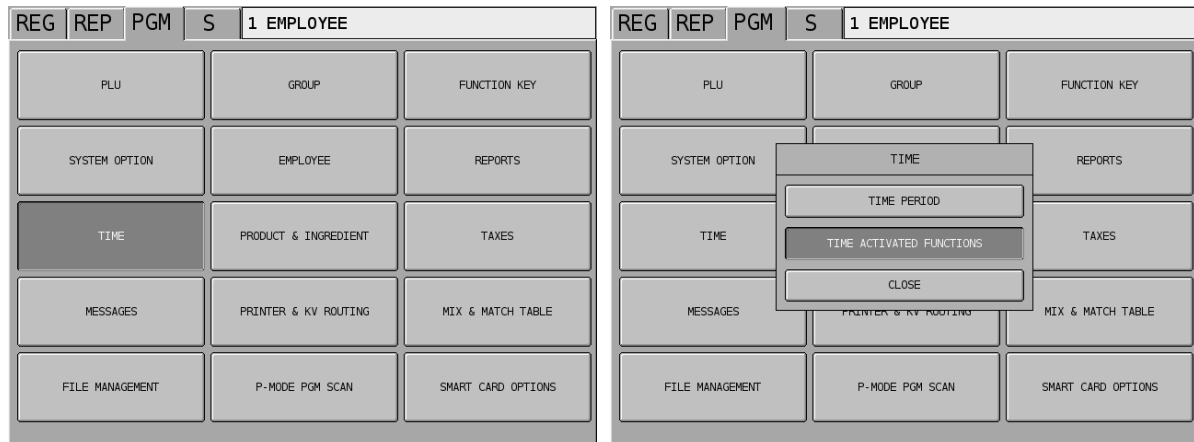 REG REP PGM S 1 EMPLOYEE
PLU GROUP FUNCTION KEY
SYSTEM OPTION EMPLOYEE REPORTS
TIME PRODUCT & INGREDIENT TAXES
MESSAGES PRINTER & KV ROUTING MIX & MATCH TABLE
FILE MANAGEMENT P-MODE PGM SCAN SMART CARD OPTIONS
REG REP PGM S 1 EMPLOYEE
PLU GROUP FUNCTION KEY
SYSTEM OPTION REPORTS
TIME
TIME PERIOD
TIME TIME ACTIVATED FUNCTIONS TAXES
CLOSE
MESSAGES PRINTER & KV ROUTING MIX & MATCH TABLE
FILE MANAGEMENT P-MODE PGM SCAN SMART CARD OPTIONS